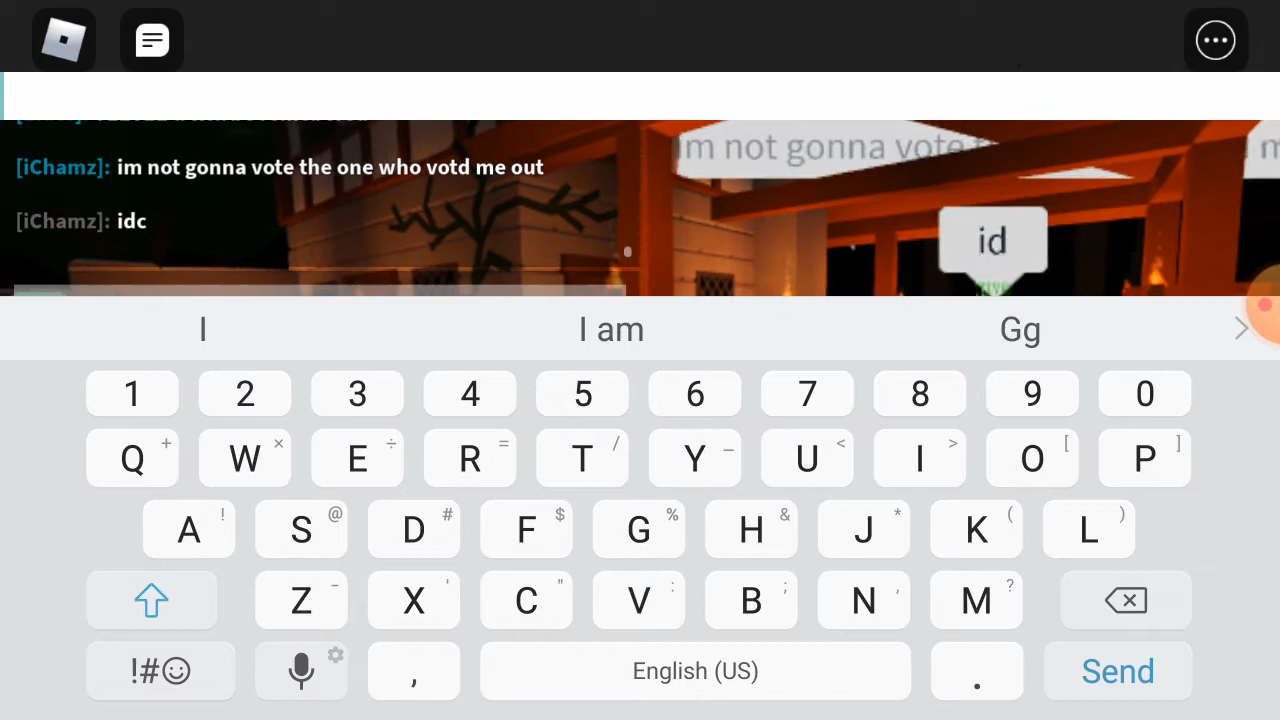 [iChamz]: im not gonna vote the one who votd me out
im not gonna vote
[iChamz]: idc
id
I
I am
Gg
1 2 3 4 5 6 7 8 9 0
Q + W × E ÷ R = T / Y _ U < I > O [ P ]
A ! S @ D # F $ G % H & J * K ( L )
Z - X ' C " V : B ; N , M ?
!#☺ , English (US) . Send